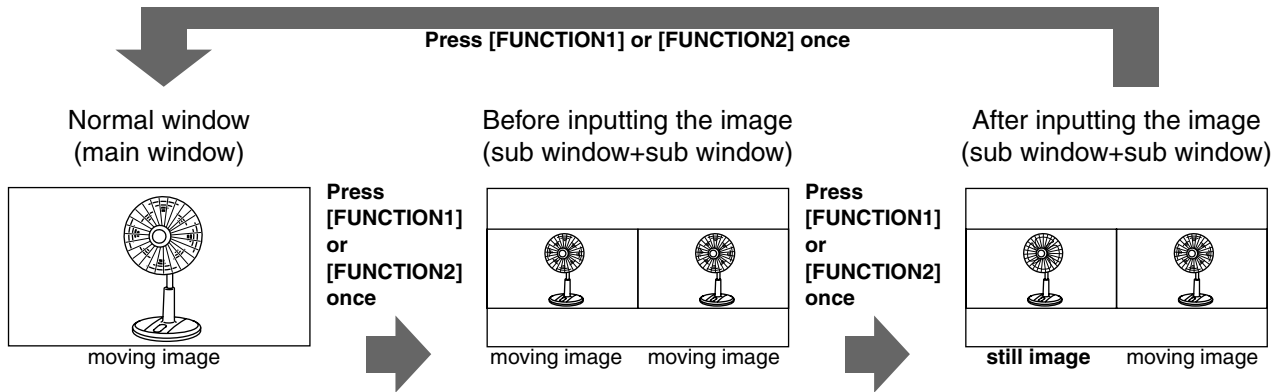 Press [FUNCTION1] or [FUNCTION2] once
Normal window
(main window)
Before inputting the image
(sub window+sub window)
After inputting the image
(sub window+sub window)
Press
[FUNCTION1]
or
[FUNCTION2]
once
Press
[FUNCTION1]
or
[FUNCTION2]
once
moving image
moving image moving image
still image moving image